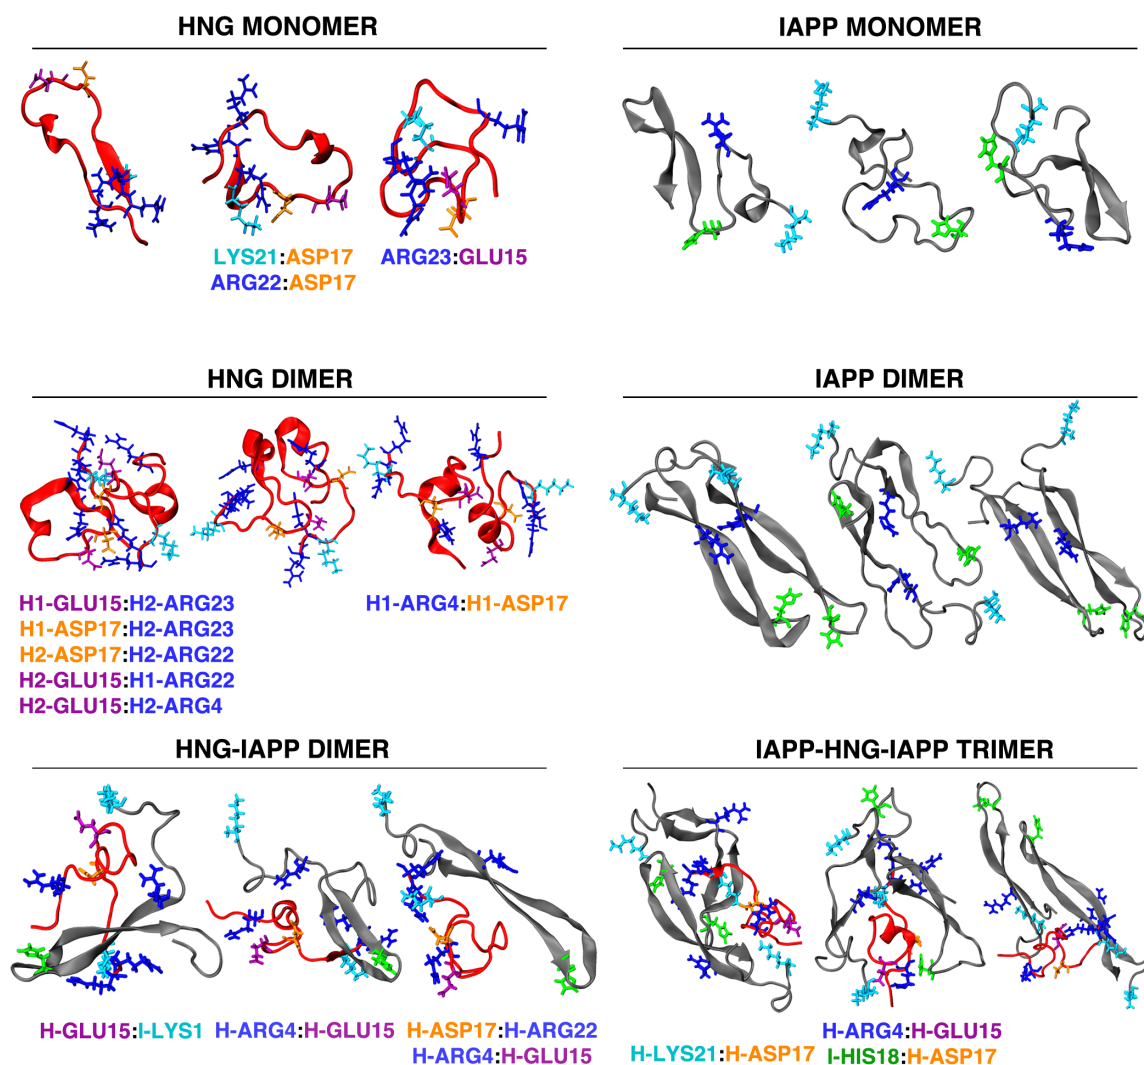 HNG MONOMER
IAPP MONOMER
LYS21:ASP17
ARG22:ASP17
ARG23:GLU15
HNG DIMER
IAPP DIMER
H1-GLU15:H2-ARG23
H1-ASP17:H2-ARG23
H2-ASP17:H2-ARG22
H2-GLU15:H1-ARG22
H2-GLU15:H2-ARG4
H1-ARG4:H1-ASP17
HNG-IAPP DIMER
IAPP-HNG-IAPP TRIMER
H-GLU15:I-LYS1
H-ARG4:H-GLU15
H-ASP17:H-ARG22
H-ARG4:H-GLU15
H-LYS21:H-ASP17
H-ARG4:H-GLU15
I-HIS18:H-ASP17